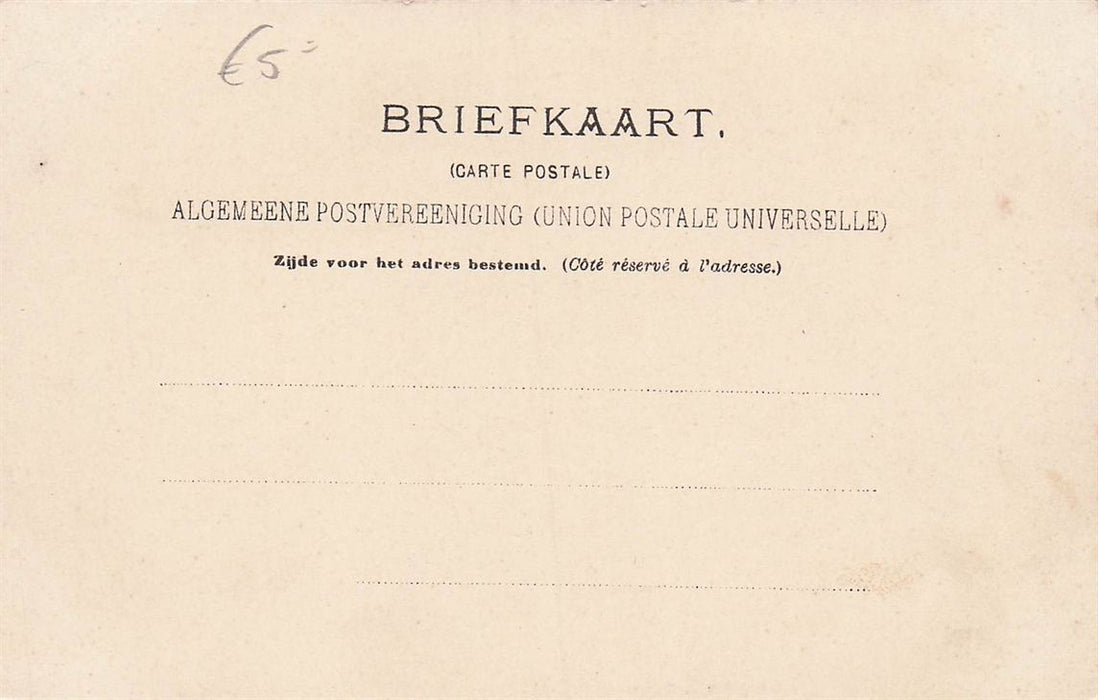 €5=
BRIEFKAART.
(CARTE POSTALE)
ALGEMEENE POSTVEREENIGING (UNION POSTALE UNIVERSELLE)
Zijde voor het adres bestemd. (Côté réservé à l'adresse.)